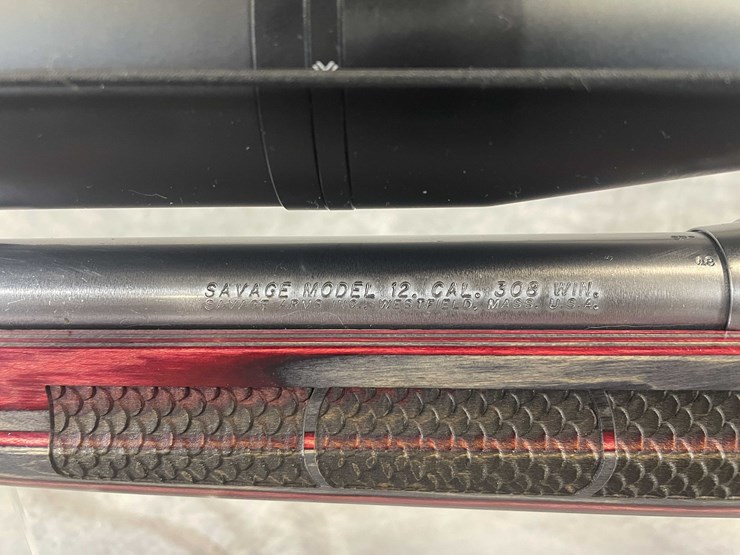 SAVAGE MODEL 12. CAL. 308 WIN.
SAVAGE ARMS INC. WESTFIELD, MASS. U.S.A.